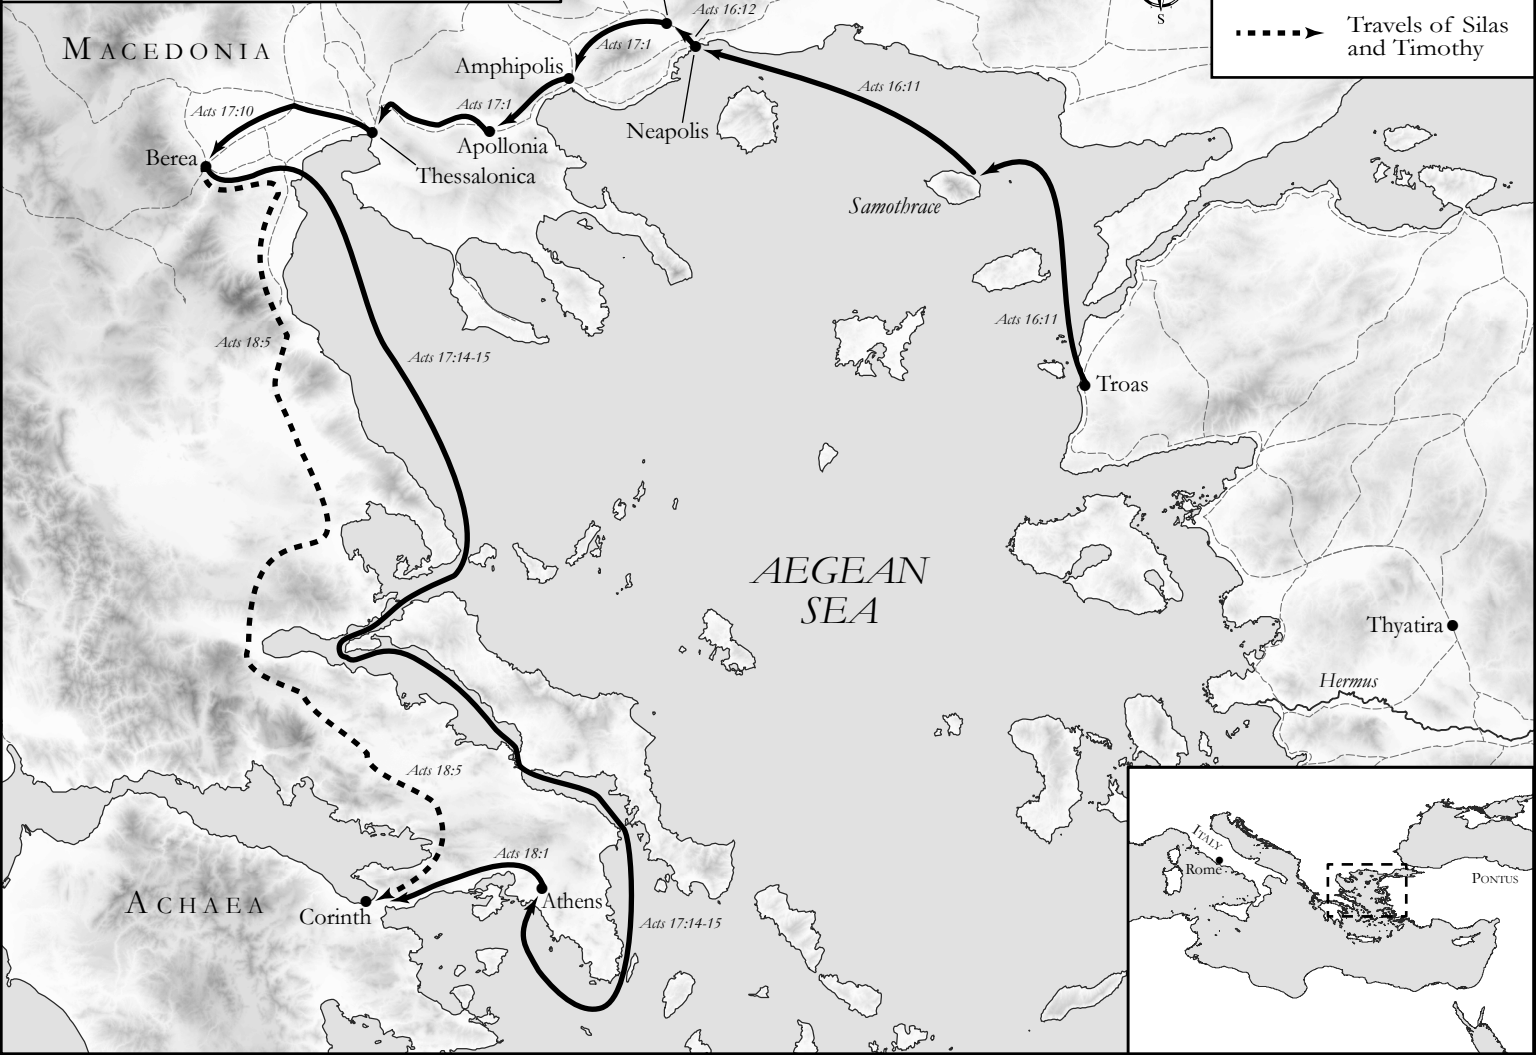 Acts 16:12
S
Travels of Silas
and Timothy
MACEDONIA
Acts 17:1
Amphipolis
Acts 16:11
Acts 17:10
Acts 17:1
Neapolis
Apollonia
Berea
Thessalonica
Samothrace
Acts 16:11
Acts 18:5
Acts 17:14-15
Troas
AEGEAN
SEA
Thyatira
Hermus
Acts 18:5
ITALY
Rome
PONTUS
Acts 18:1
ACHAEA
Corinth
Athens
Acts 17:14-15